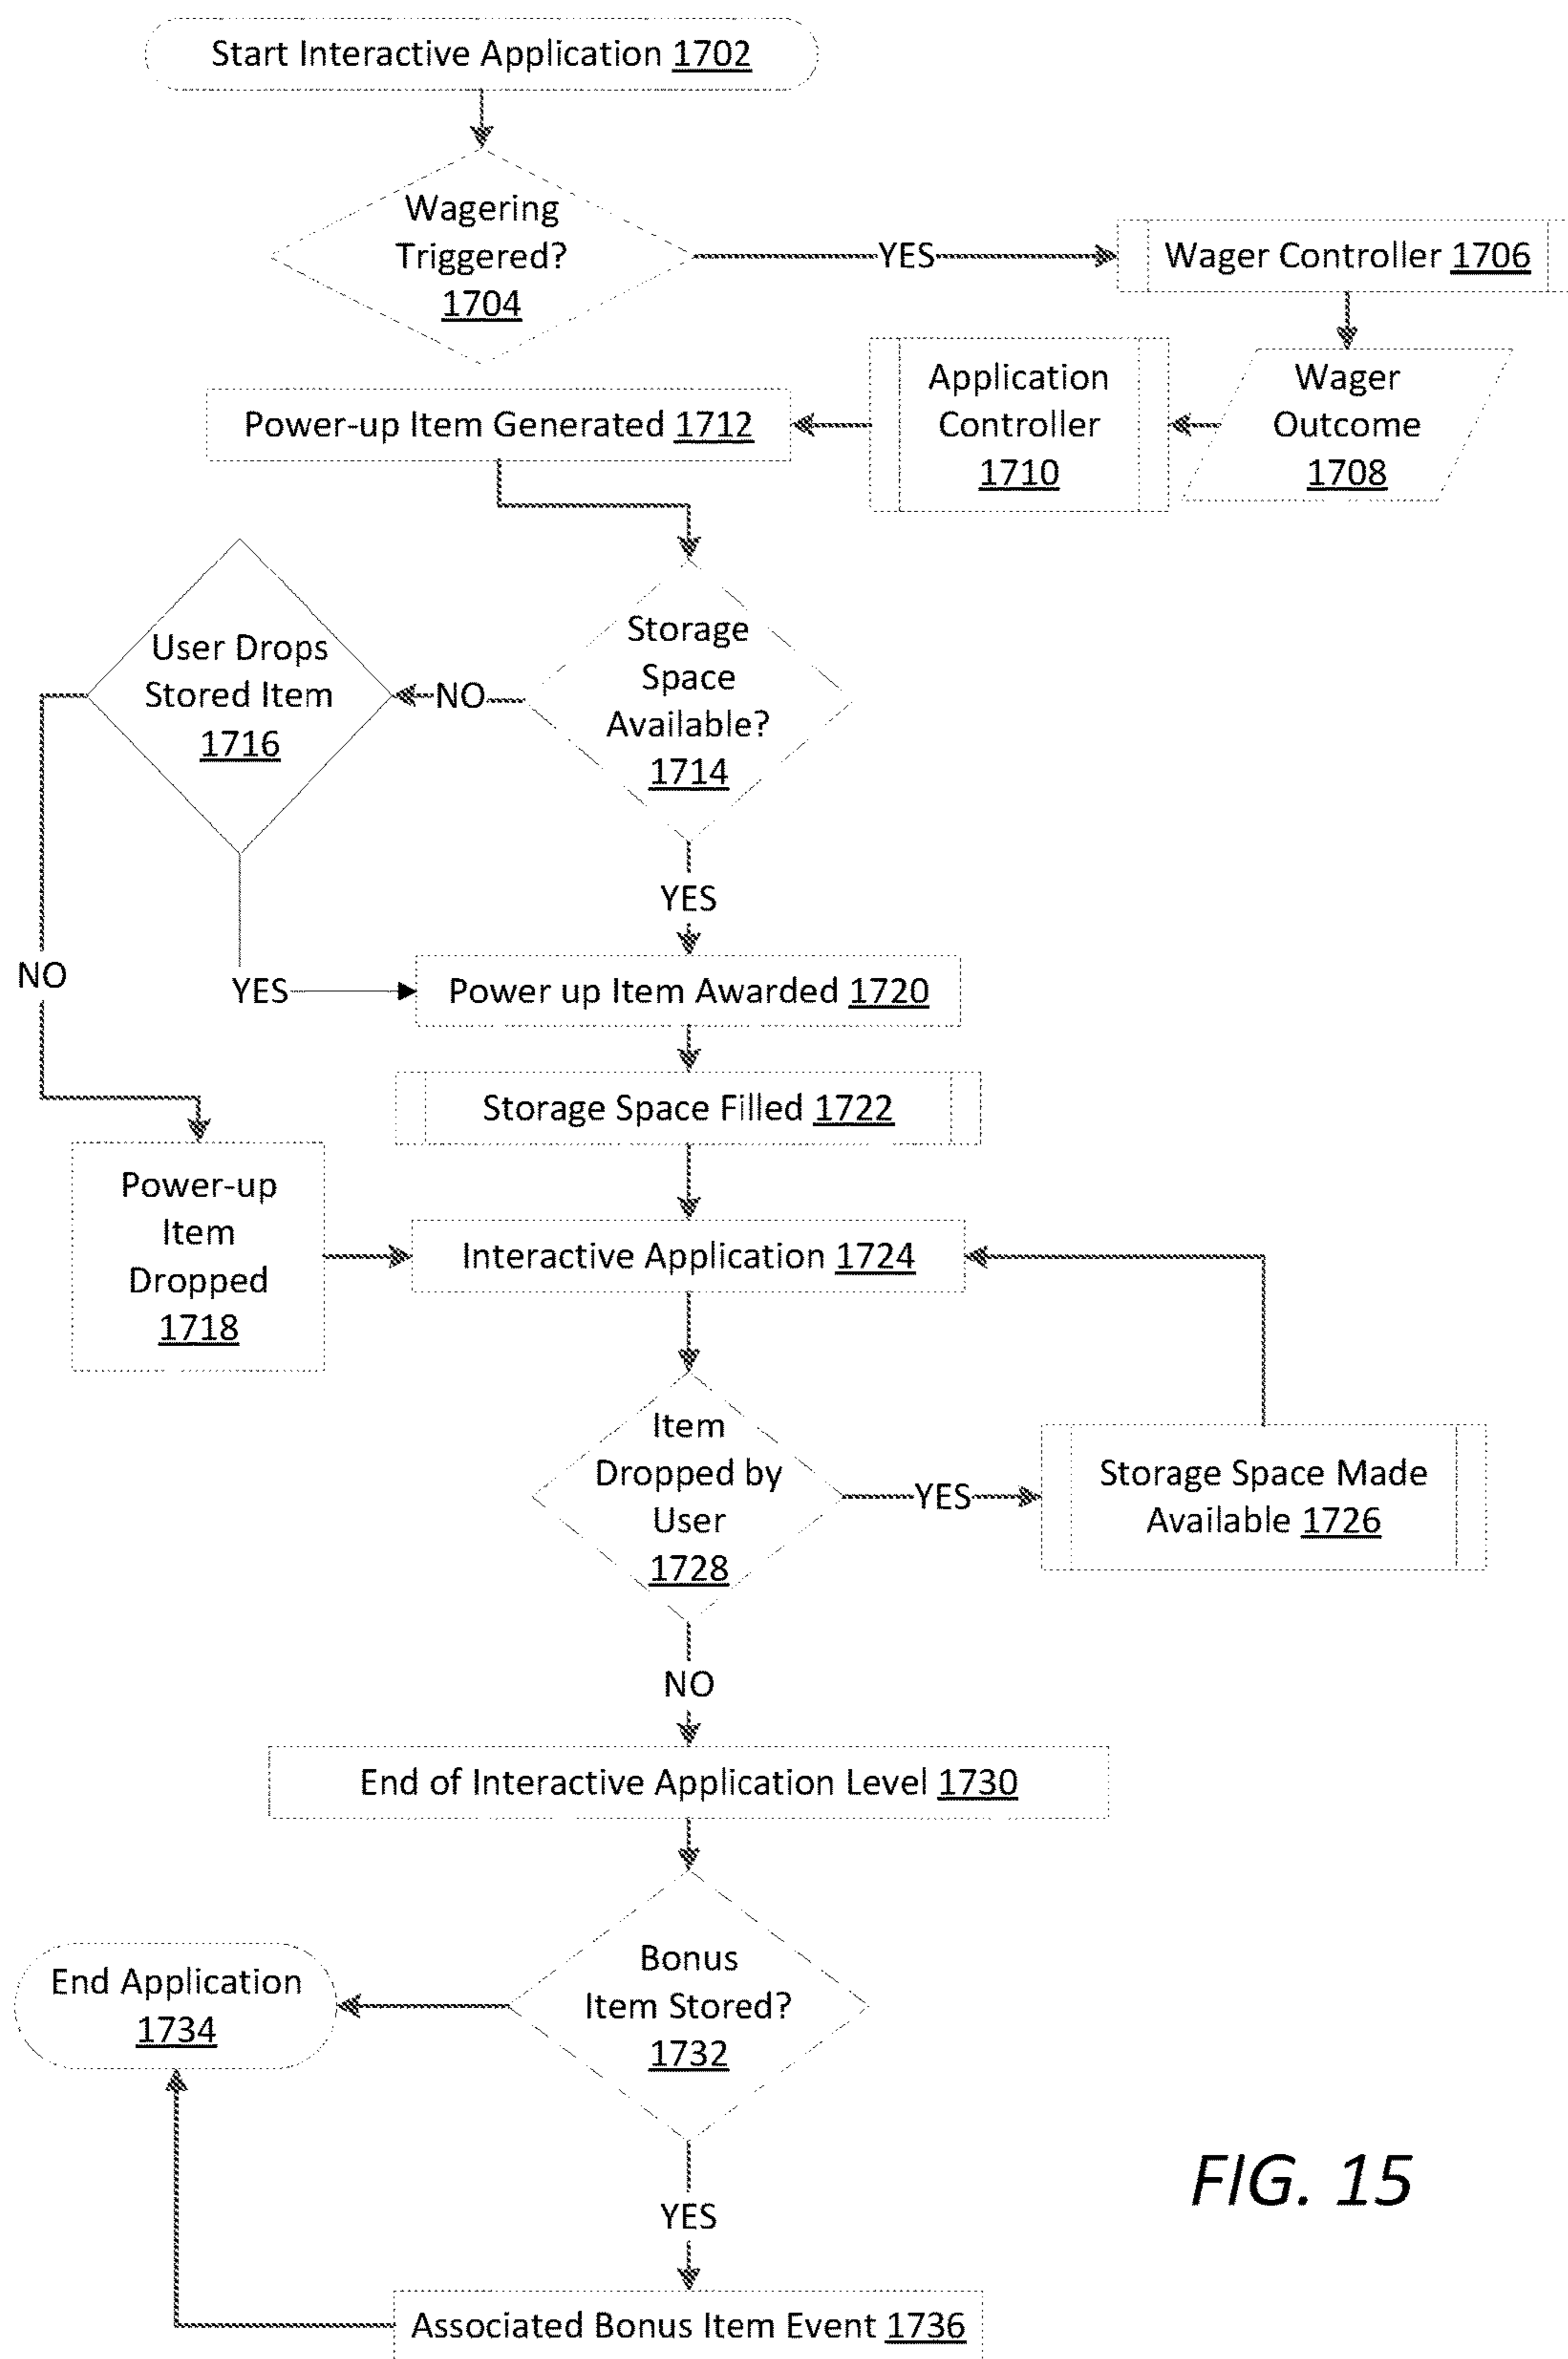 Start Interactive Application 1702
Wagering
Triggered?
1704
YES
Wager Controller 1706
Wager
Outcome
1708
Application
Controller
1710
Power-up Item Generated 1712
Storage
Space
Available?
1714
NO
User Drops
Stored Item
1716
YES
NO
YES
Power up Item Awarded 1720
Storage Space Filled 1722
Power-up
Item
Dropped
1718
Interactive Application 1724
Item
Dropped by
User
1728
YES
Storage Space Made
Available 1726
NO
End of Interactive Application Level 1730
Bonus
Item Stored?
1732
End Application
1734
YES
Associated Bonus Item Event 1736
FIG. 15